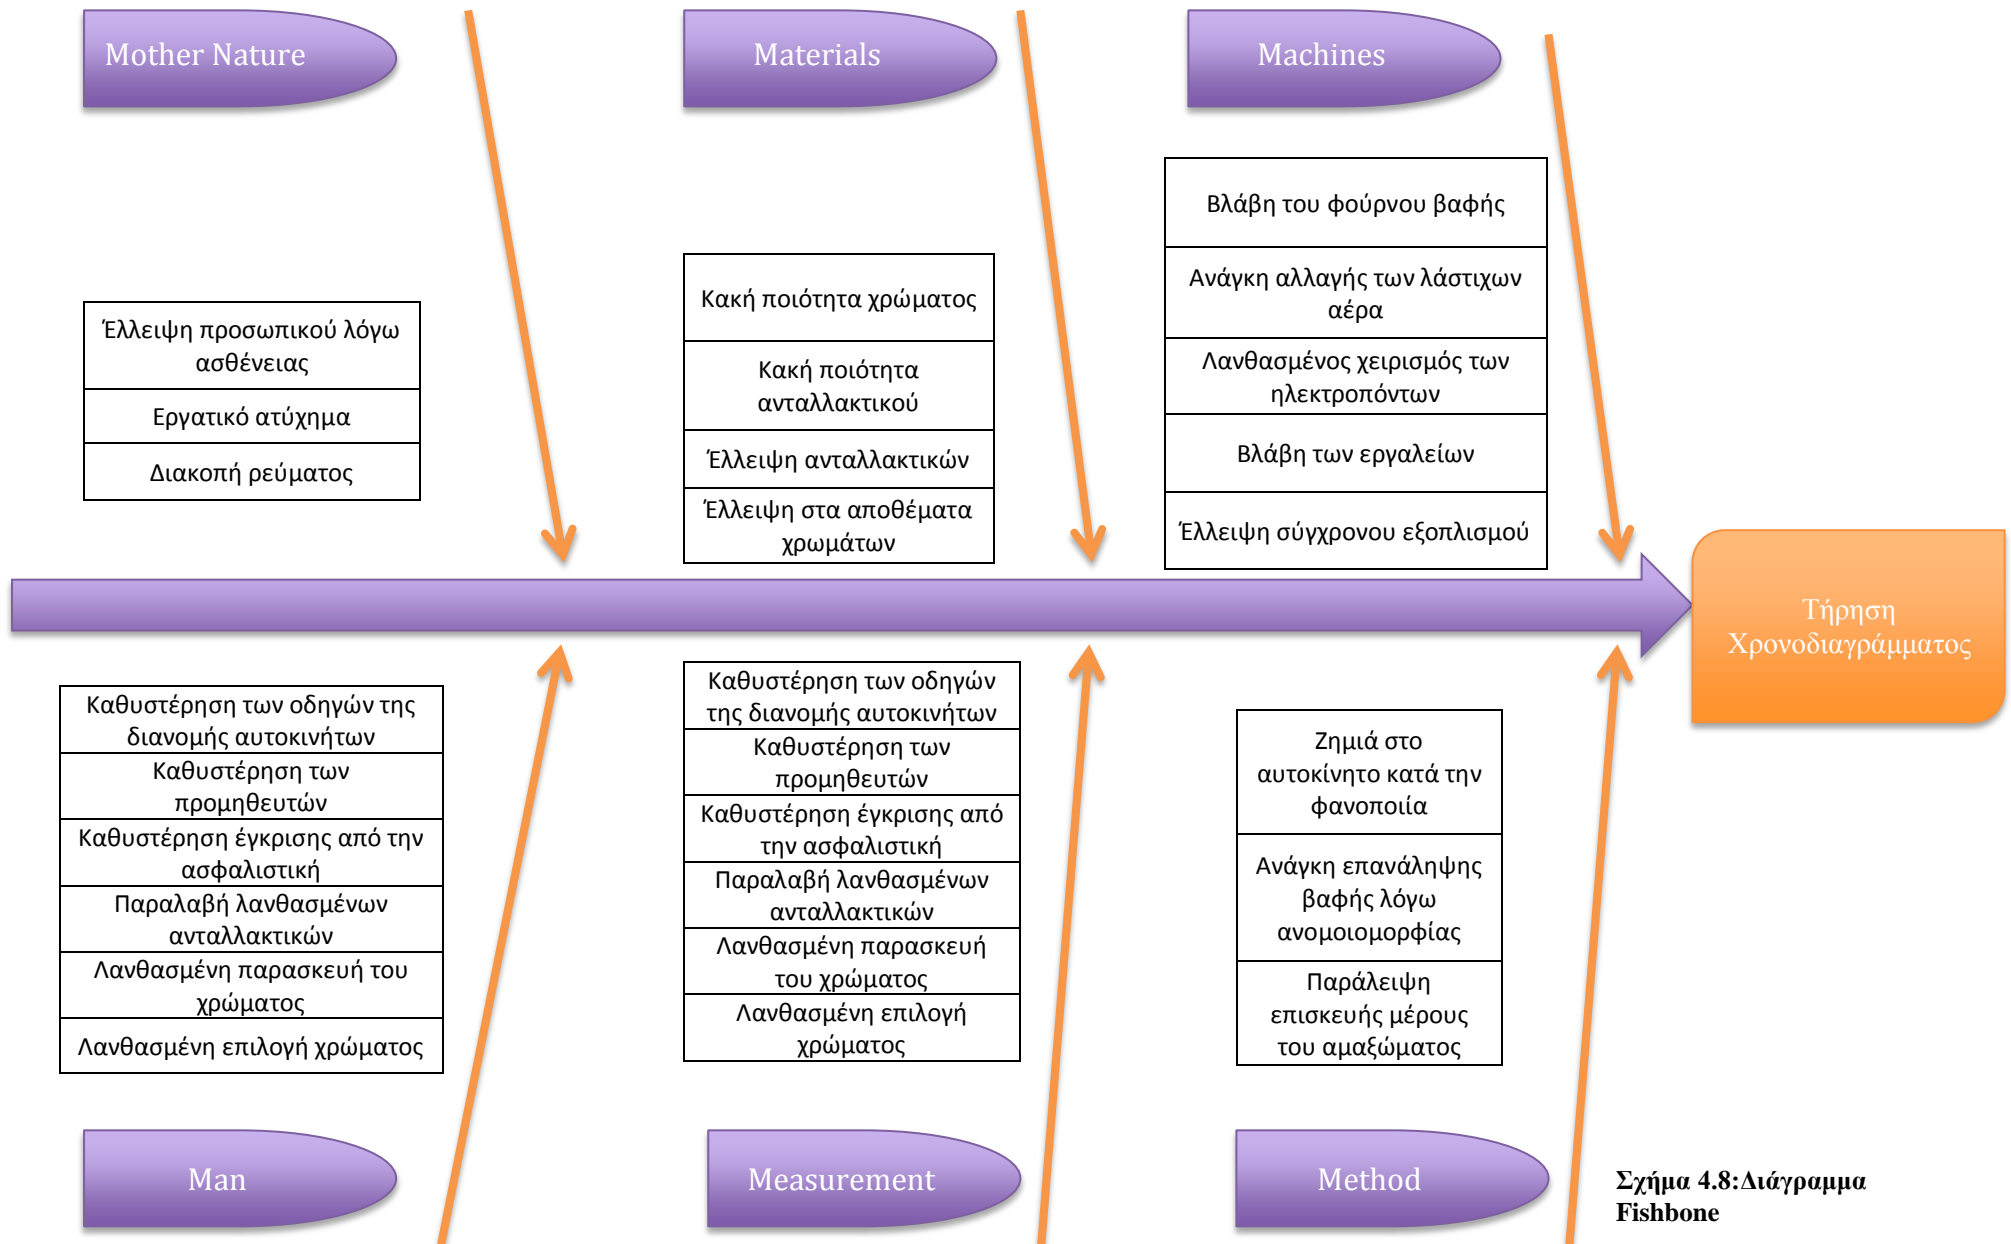 Mother Nature
Materials
Machines
Έλλειψη προσωπικού λόγω
ασθένειας
Εργατικό ατύχημα
Διακοπή ρεύματος
Κακή ποιότητα χρώματος
Κακή ποιότητα
ανταλλακτικού
Έλλειψη ανταλλακτικών
Έλλειψη στα αποθέματα
χρωμάτων
Βλάβη του φούρνου βαφής
Ανάγκη αλλαγής των λάστιχων
αέρα
Λανθασμένος χειρισμός των
ηλεκτροπόντων
Βλάβη των εργαλείων
Έλλειψη σύγχρονου εξοπλισμού
Τήρηση
Χρονοδιαγράμματος
Καθυστέρηση των οδηγών της
διανομής αυτοκινήτων
Καθυστέρηση των
προμηθευτών
Καθυστέρηση έγκρισης από την
ασφαλιστική
Παραλαβή λανθασμένων
ανταλλακτικών
Λανθασμένη παρασκευή του
χρώματος
Λανθασμένη επιλογή χρώματος
Καθυστέρηση των οδηγών
της διανομής αυτοκινήτων
Καθυστέρηση των
προμηθευτών
Καθυστέρηση έγκρισης από
την ασφαλιστική
Παραλαβή λανθασμένων
ανταλλακτικών
Λανθασμένη παρασκευή
του χρώματος
Λανθασμένη επιλογή
χρώματος
Ζημιά στο
αυτοκίνητο κατά την
φανοποιία
Ανάγκη επανάληψης
βαφής λόγω
ανομοιομορφίας
Παράλειψη
επισκευής μέρους
του αμαξώματος
Man
Measurement
Method
Σχήμα 4.8:Διάγραμμα
Fishbone